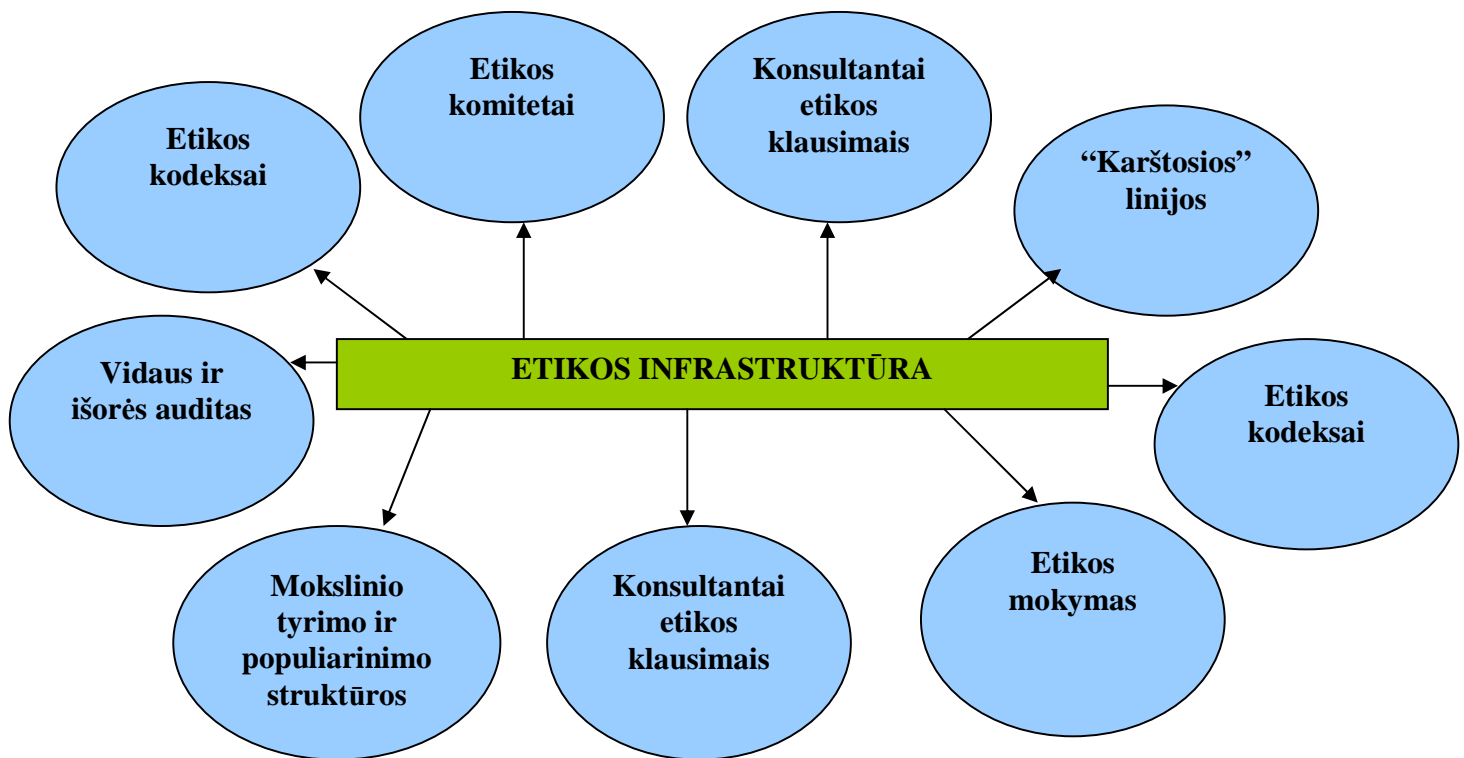 Etikos
komitetai
Konsultantai
etikos
klausimais
Etikos
kodeksai
“Karštosios”
linijos
ETIKOS INFRASTRUKTŪRA
Vidaus ir
išorės auditas
Etikos
kodeksai
Mokslinio
tyrimo ir
populiarinimo
struktūros
Konsultantai
etikos
klausimais
Etikos
mokymas